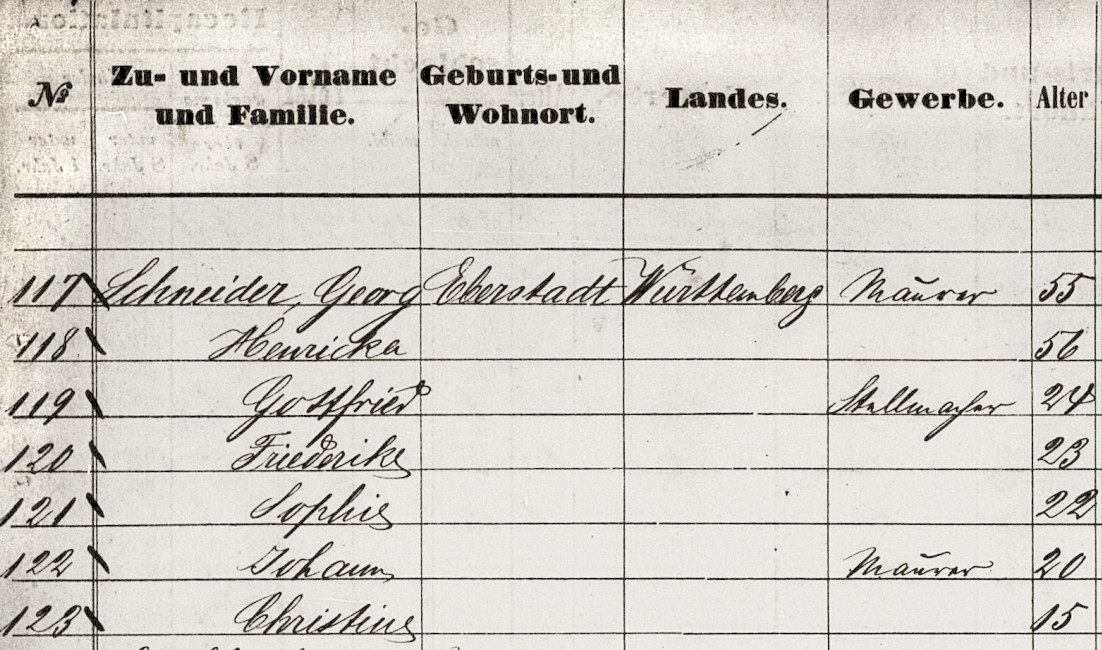 № Zu- und Vorname und Familie. Geburts- und Wohnort. Landes. Gewerbe. Alter
117 Schneider, Georg Eberstadt Württemberg Maurer 55
118 Henricka 56
119 Gottfried Stellmacher 24
120 Friederike 23
121 Sophie 22
122 Johann Maurer 20
123 Christine 15